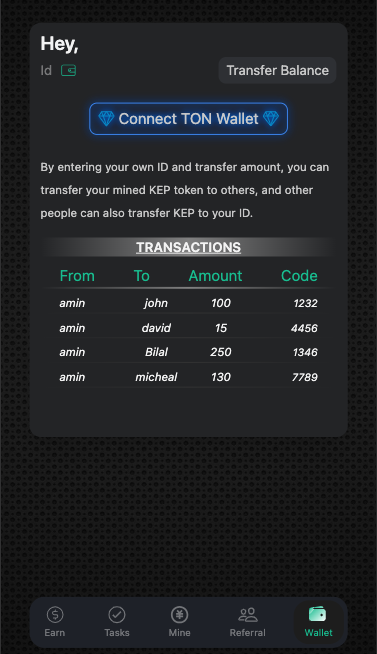 Hey,
Id
Transfer Balance
Connect TON Wallet
By entering your own ID and transfer amount, you can
transfer your mined KEP token to others, and other
people can also transfer KEP to your ID.
TRANSACTIONS
From To Amount Code
amin john 100 1232
amin david 15 4456
amin Bilal 250 1346
amin micheal 130 7789
Earn Tasks Mine Referral Wallet